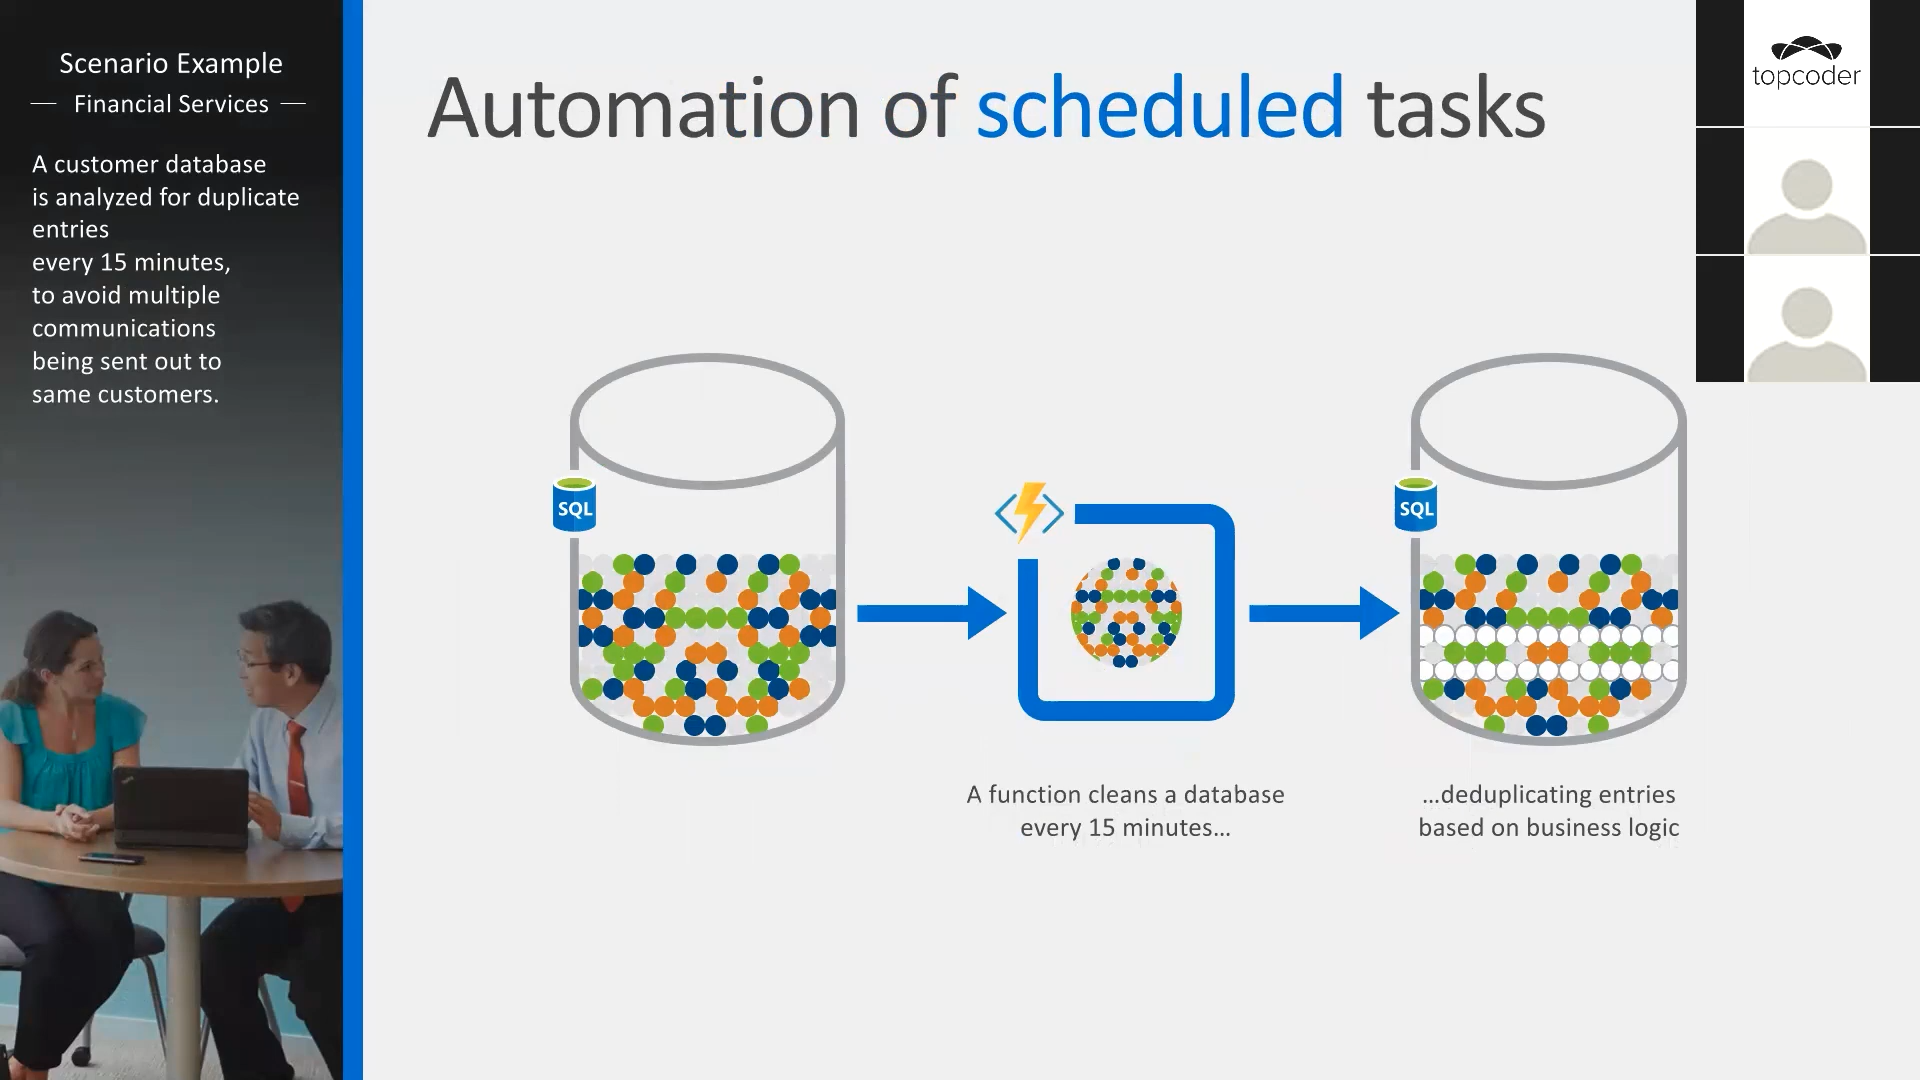 Scenario Example
Financial Services
A customer database
is analyzed for duplicate
entries
every 15 minutes,
to avoid multiple
communications
being sent out to
same customers.
Automation of scheduled tasks
topcoder
SQL
SQL
A function cleans a database
every 15 minutes…
…deduplicating entries
based on business logic